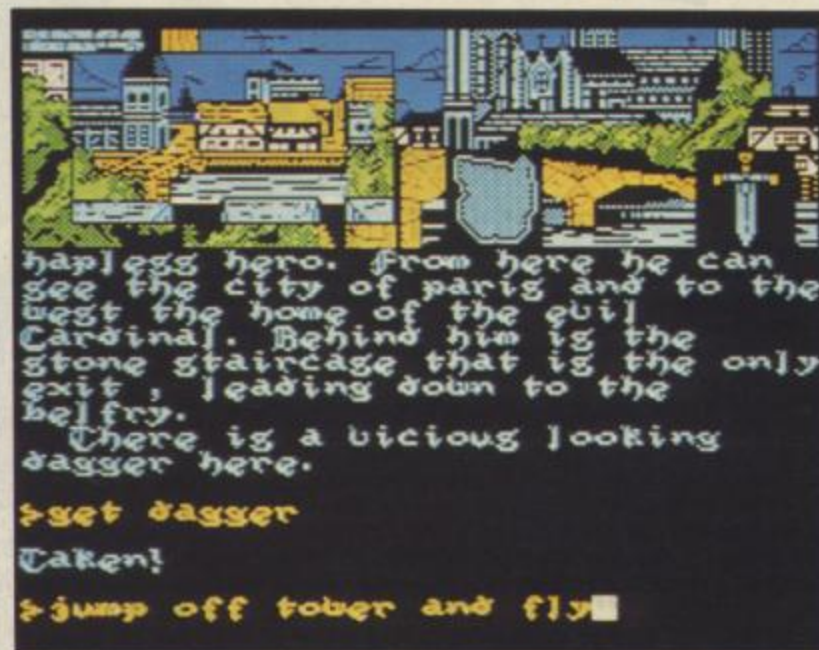 hapless hero. From here he can
see the city of paris and to the
west the home of the evil
Cardinal. Behind him is the
stone staircase that is the only
exit , leading down to the
belfry.
There is a vicious looking
dagger here.
>get dagger
Taken!
>jump off tower and fly